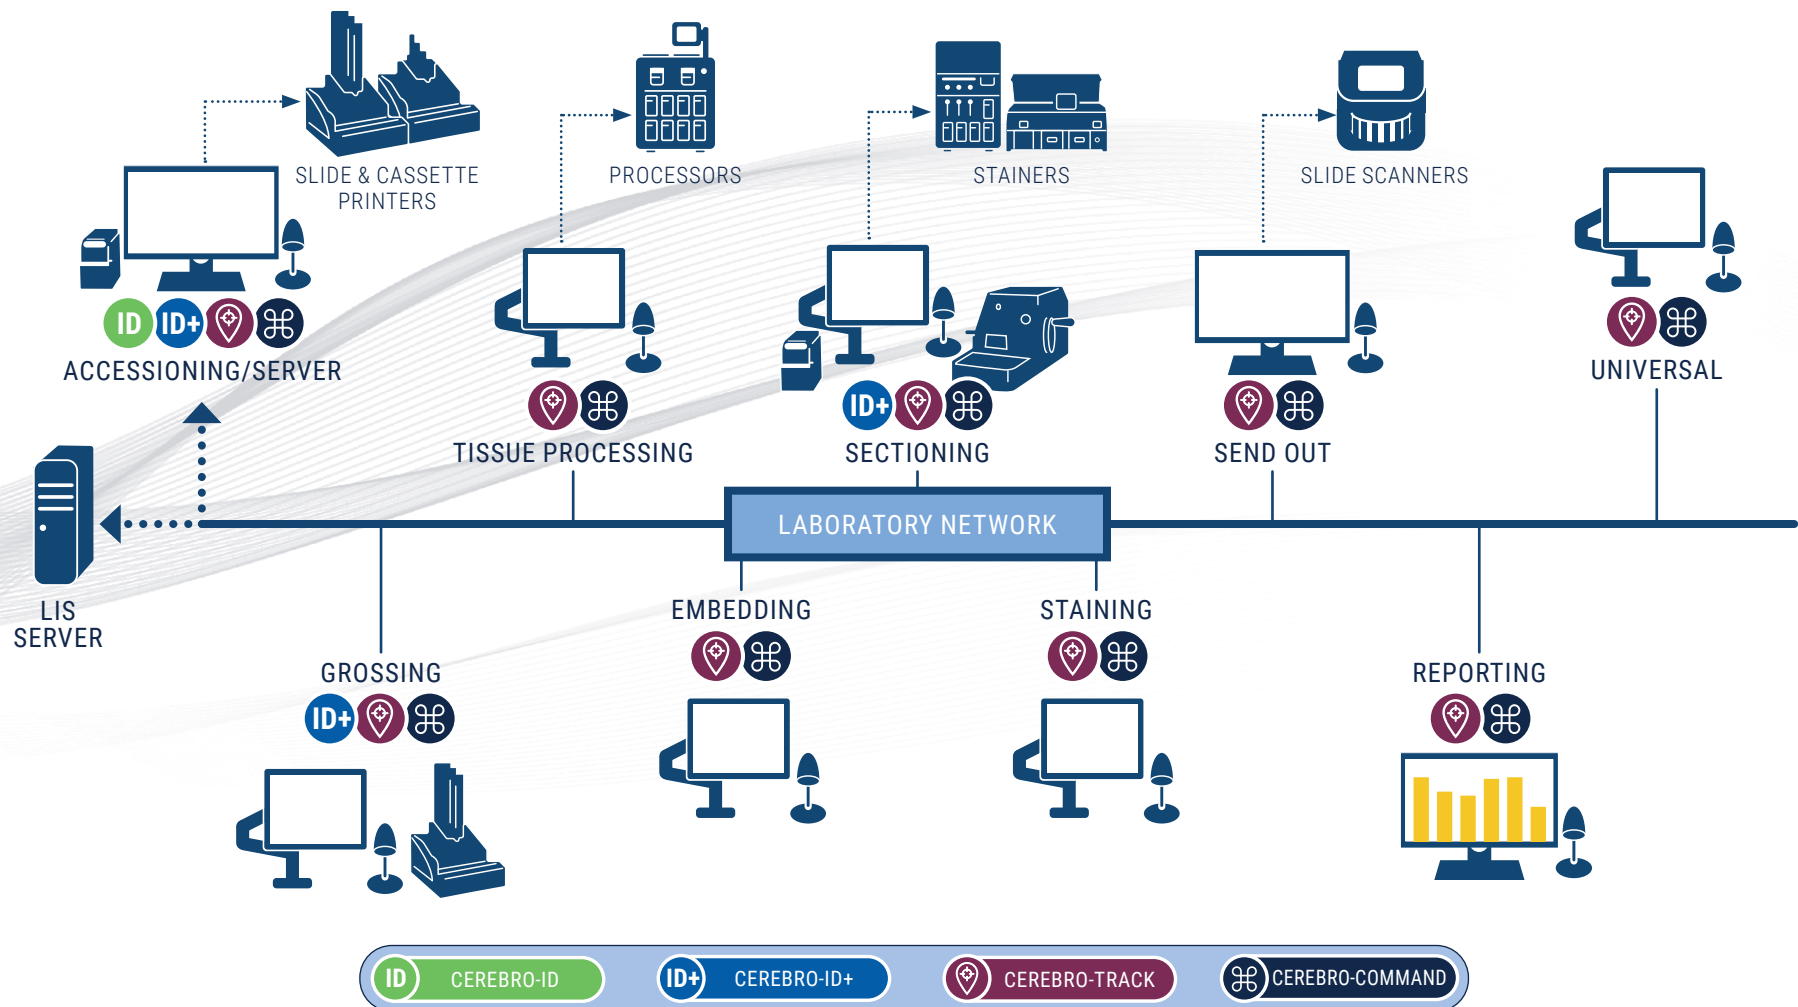 SLIDE & CASSETTE
PRINTERS
PROCESSORS
STAINERS
SLIDE SCANNERS
ID ID+
ACCESSIONING/SERVER
TISSUE PROCESSING
ID+
SECTIONING
SEND OUT
UNIVERSAL
LABORATORY NETWORK
LIS
SERVER
GROSSING
ID+
EMBEDDING
STAINING
REPORTING
ID CEREBRO-ID
ID+ CEREBRO-ID+
CEREBRO-TRACK
CEREBRO-COMMAND